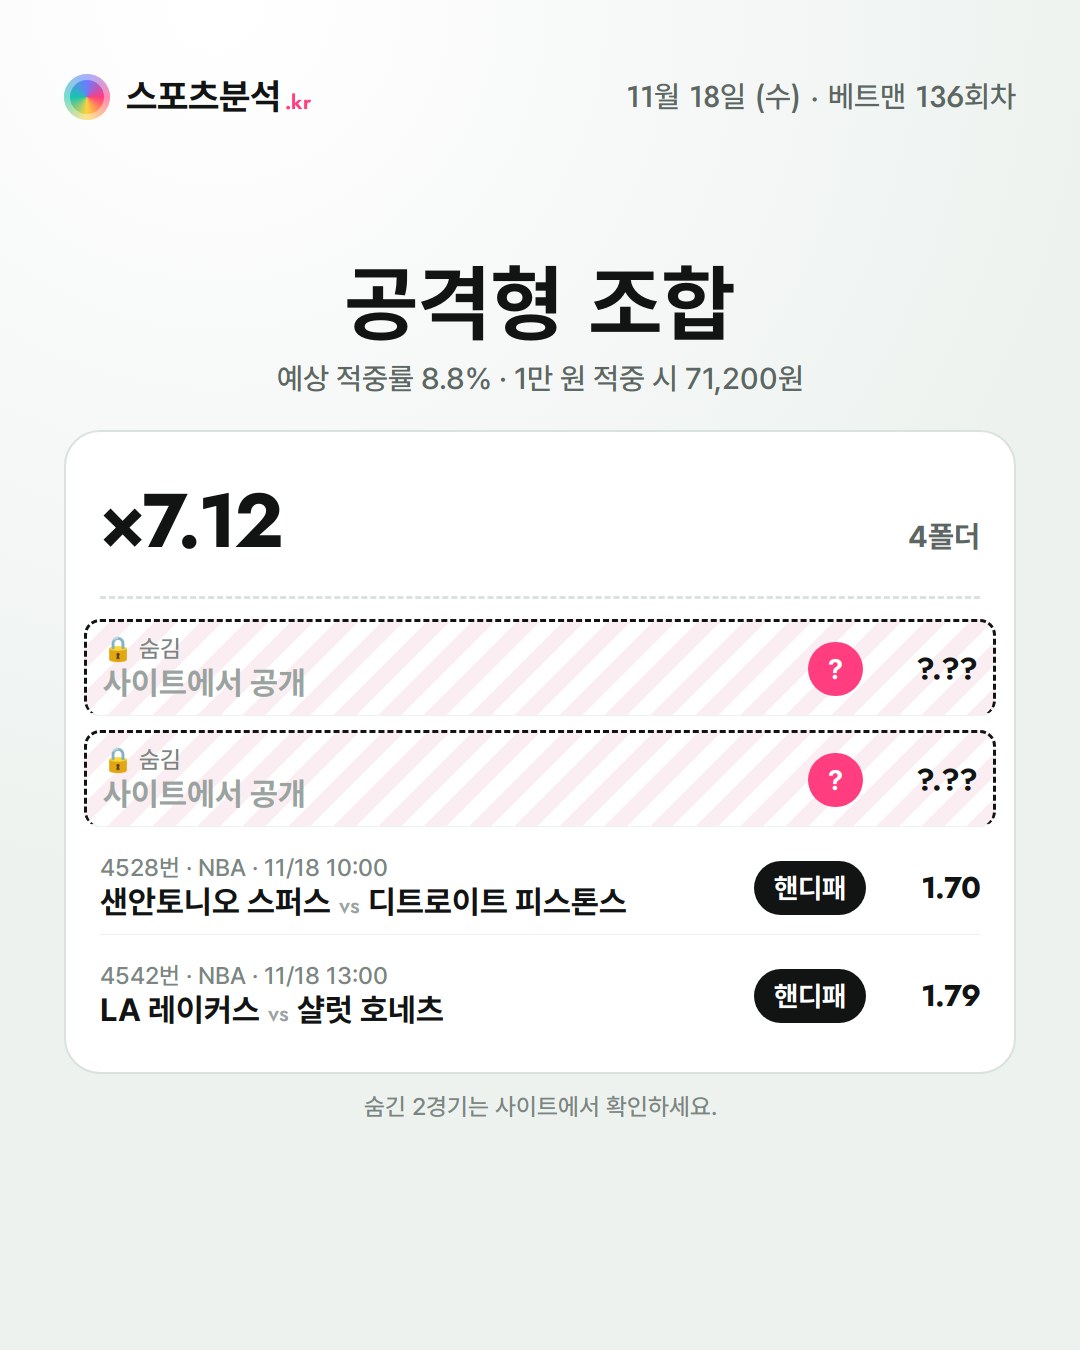 스포츠분석.kr
11월 18일 (수) · 베트맨 136회차
공격형 조합
예상 적중률 8.8% · 1만 원 적중 시 71,200원
×7.12
4폴더
🔒 숨김
사이트에서 공개
?
?.??
🔒 숨김
사이트에서 공개
?
?.??
4528번 · NBA · 11/18 10:00
샌안토니오 스퍼스 vs 디트로이트 피스톤스
핸디패
1.70
4542번 · NBA · 11/18 13:00
LA 레이커스 vs 샬럿 호네츠
핸디패
1.79
숨긴 2경기는 사이트에서 확인하세요.